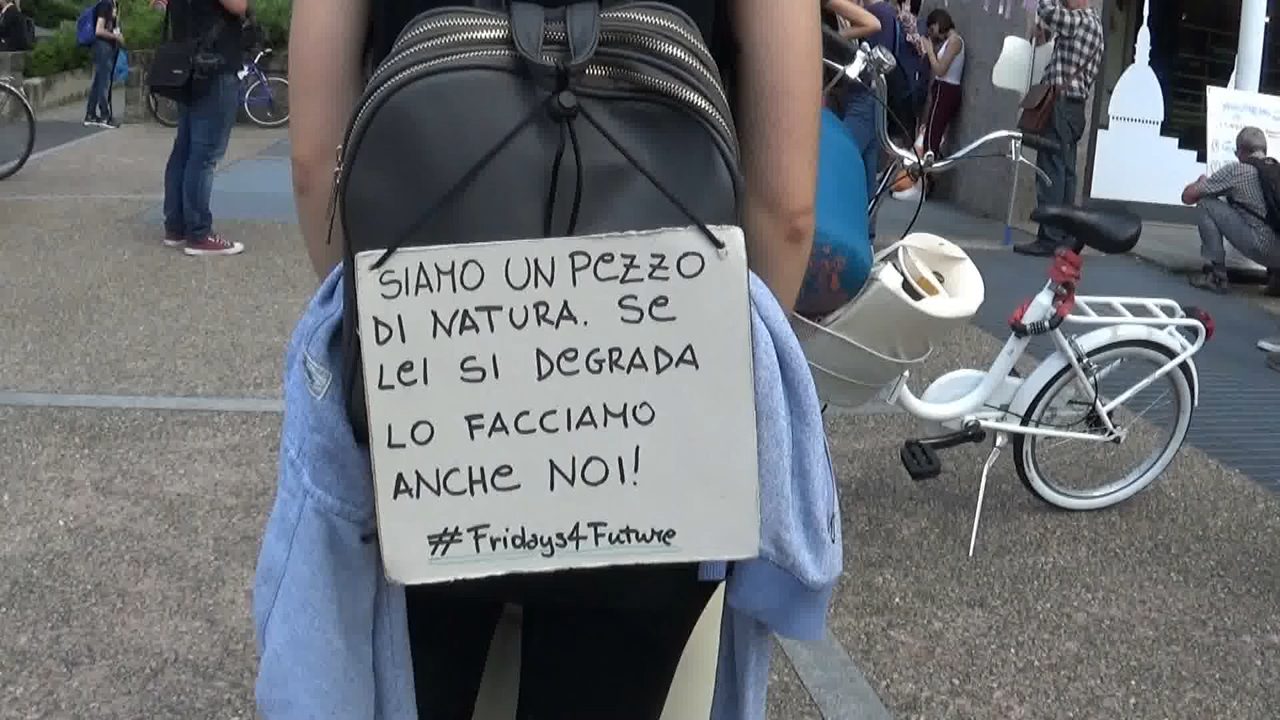 SIAMO UN PeZZO
DI NATURA. Se
Lei SI DeGRADA
LO FACCIAMO
ANCHe NOI!
#Fridays4Future